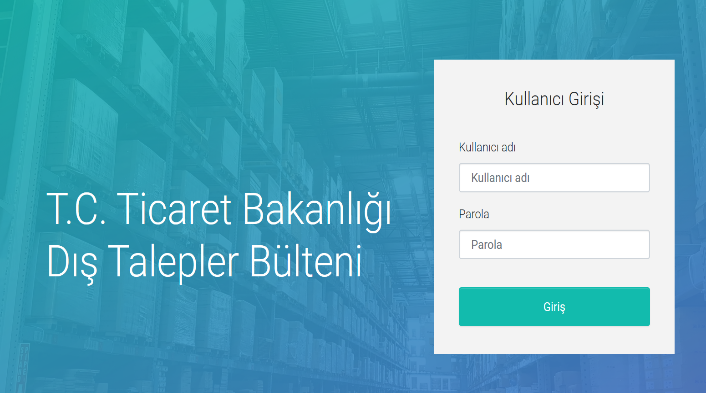 T.C. Ticaret Bakanlığı
Dış Talepler Bülteni
Kullanıcı Girişi
Kullanıcı adı
Kullanıcı adı
Parola
Parola
Giriş